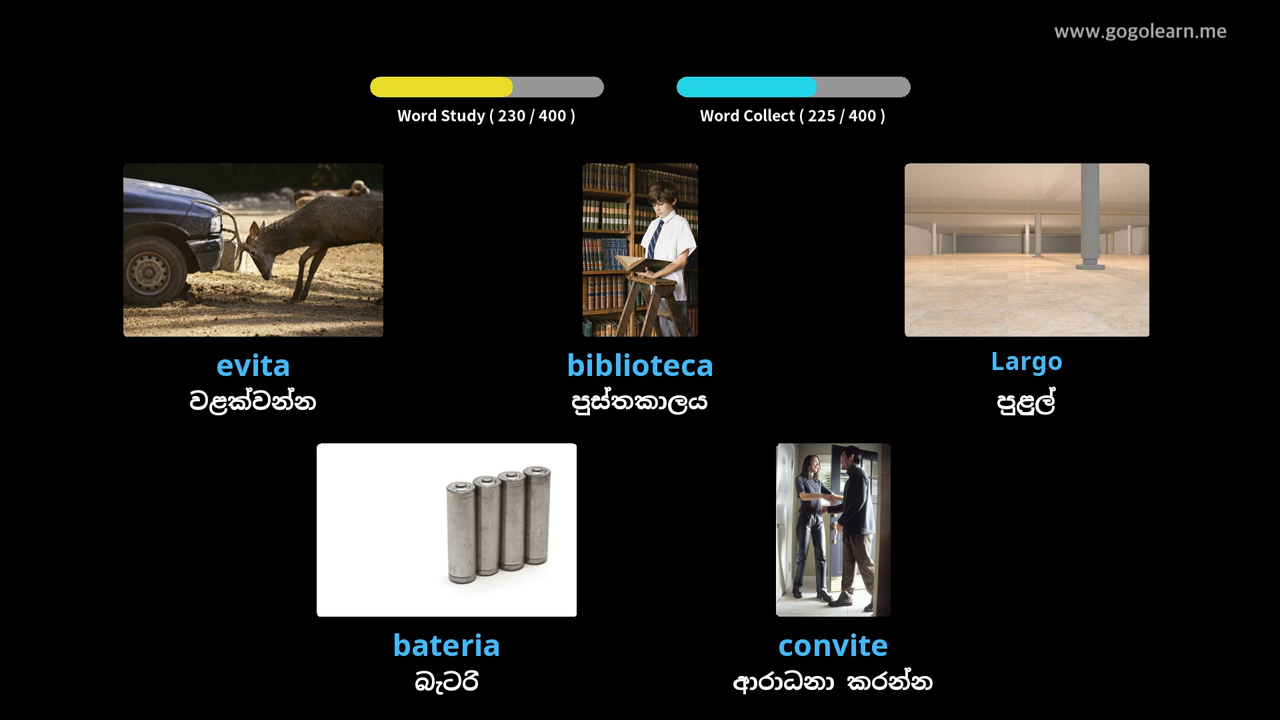 www.gogolearn.me
Word Study ( 230 / 400 )
Word Collect ( 225 / 400 )
evita
වළක්වන්න
biblioteca
පුස්තකාලය
Largo
පුළුල්
bateria
බැටරි
convite
ආරාධනා කරන්න